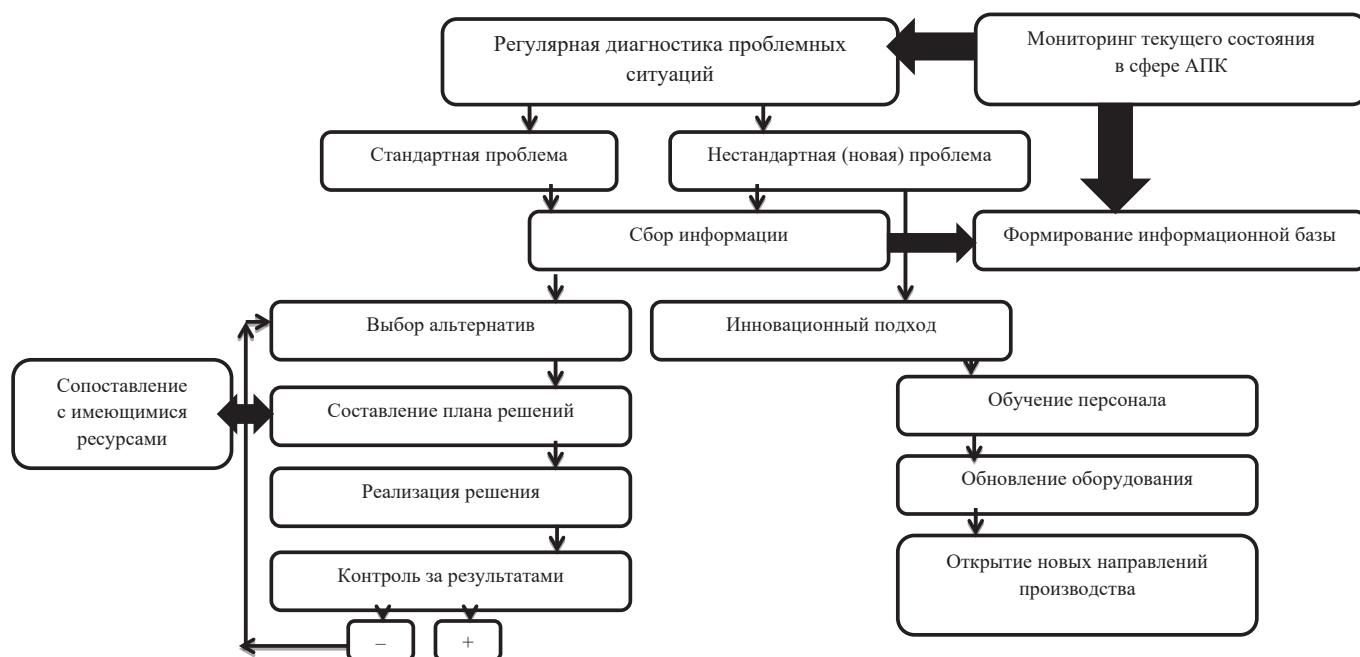 Регулярная диагностика проблемных
ситуаций
Мониторинг текущего состояния
в сфере АПК
Стандартная проблема
Нестандартная (новая) проблема
Сбор информации
Формирование информационной базы
Выбор альтернатив
Инновационный подход
Сопоставление
с имеющимися
ресурсами
Составление плана решений
Обучение персонала
Реализация решения
Обновление оборудования
Контроль за результатами
Открытие новых направлений
производства
–
+